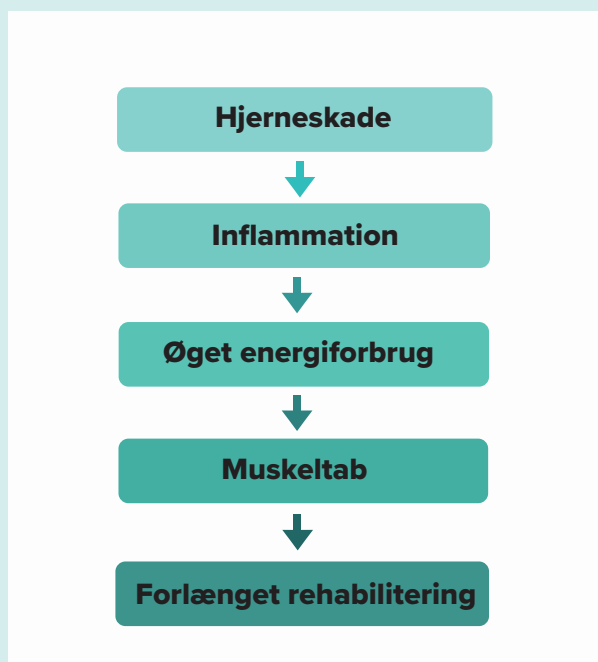 Hjerneskade
Inflammation
Øget energiforbrug
Muskeltab
Forlænget rehabilitering